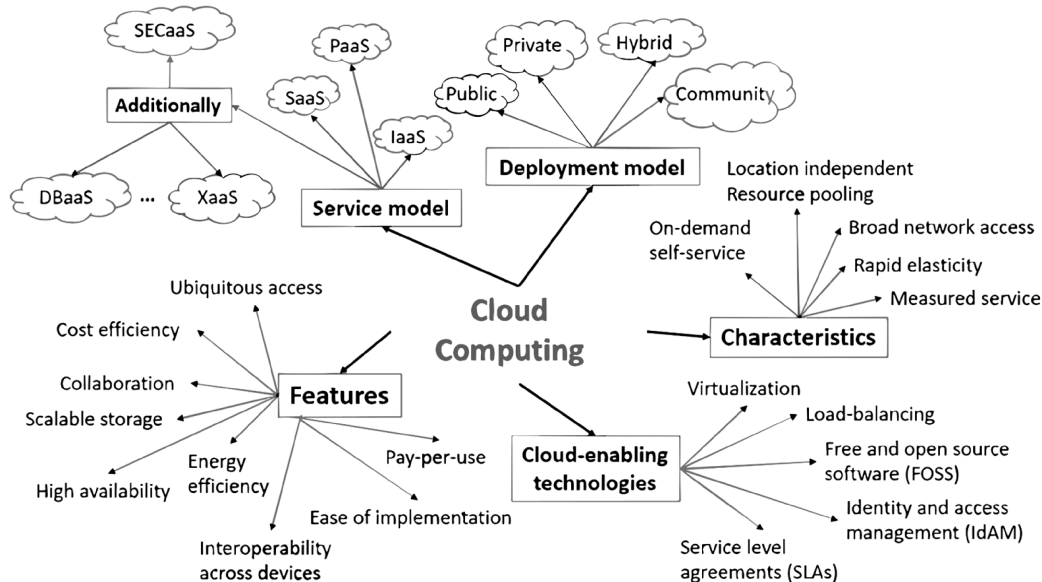 SECaaS
PaaS
Private
Hybrid
Additionally
SaaS
Public
Community
IaaS
DBaaS
...
XaaS
Service model
Deployment model
Location independent
Resource pooling
On-demand
self-service
Broad network access
Rapid elasticity
Measured service
Characteristics
Cloud
Computing
Ubiquitous access
Cost efficiency
Collaboration
Scalable storage
High availability
Energy
efficiency
Features
Pay-per-use
Ease of implementation
Interoperability
across devices
Cloud-enabling
technologies
Virtualization
Load-balancing
Free and open source
software (FOSS)
Identity and access
management (IdAM)
Service level
agreements (SLAs)